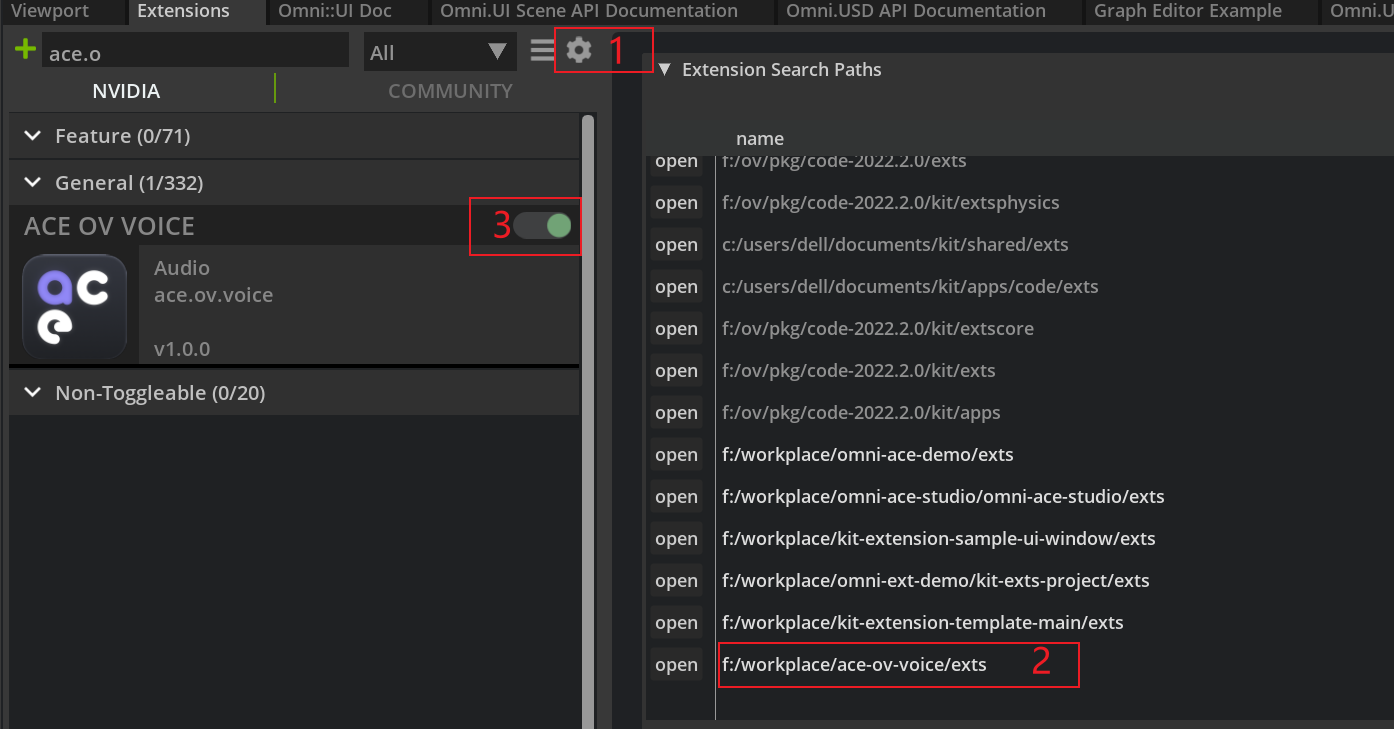 Viewport Extensions Omni::UI Doc Omni.UI Scene API Documentation Omni.USD API Documentation Graph Editor Example Omni.U
ace.o All 1
NVIDIA COMMUNITY
Feature (0/71)
General (1/332)
ACE OV VOICE 3
ace
Audio
ace.ov.voice
v1.0.0
Non-Toggleable (0/20)
Extension Search Paths
name
open f:/ov/pkg/code-2022.2.0/exts
open f:/ov/pkg/code-2022.2.0/kit/extsphysics
open c:/users/dell/documents/kit/shared/exts
open c:/users/dell/documents/kit/apps/code/exts
open f:/ov/pkg/code-2022.2.0/kit/extscore
open f:/ov/pkg/code-2022.2.0/kit/exts
open f:/ov/pkg/code-2022.2.0/kit/apps
open f:/workplace/omni-ace-demo/exts
open f:/workplace/omni-ace-studio/omni-ace-studio/exts
open f:/workplace/kit-extension-sample-ui-window/exts
open f:/workplace/omni-ext-demo/kit-exts-project/exts
open f:/workplace/kit-extension-template-main/exts
open f:/workplace/ace-ov-voice/exts 2